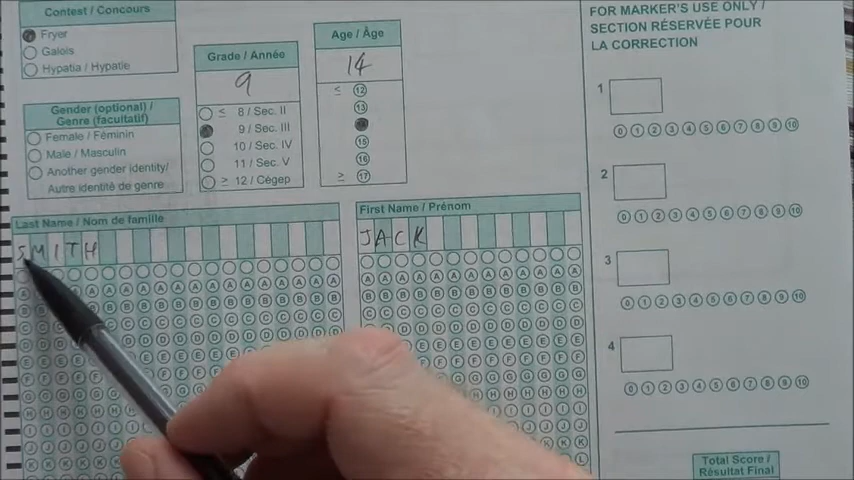 Contest / Concours
Fryer
Galois
Hypatia / Hypatie
Gender (optional) /
Genre (facultatif)
Female / Féminin
Male / Masculin
Another gender identity/
Autre identité de genre
Grade / Année
9
≤ 8 / Sec. II
9 / Sec. III
10 / Sec. IV
11 / Sec. V
≥ 12 / Cégep
Age / Âge
14
≤ 12
13
15
16
≥ 17
Last Name / Nom de famille
SMITH
First Name / Prénom
JACK
FOR MARKER'S USE ONLY /
SECTION RÉSERVÉE POUR
LA CORRECTION
1
0 1 2 3 4 5 6 7 8 9 10
2
0 1 2 3 4 5 6 7 8 9 10
3
0 1 2 3 4 5 6 7 8 9 10
4
0 1 2 3 4 5 6 7 8 9 10
Total Score /
Résultat Final